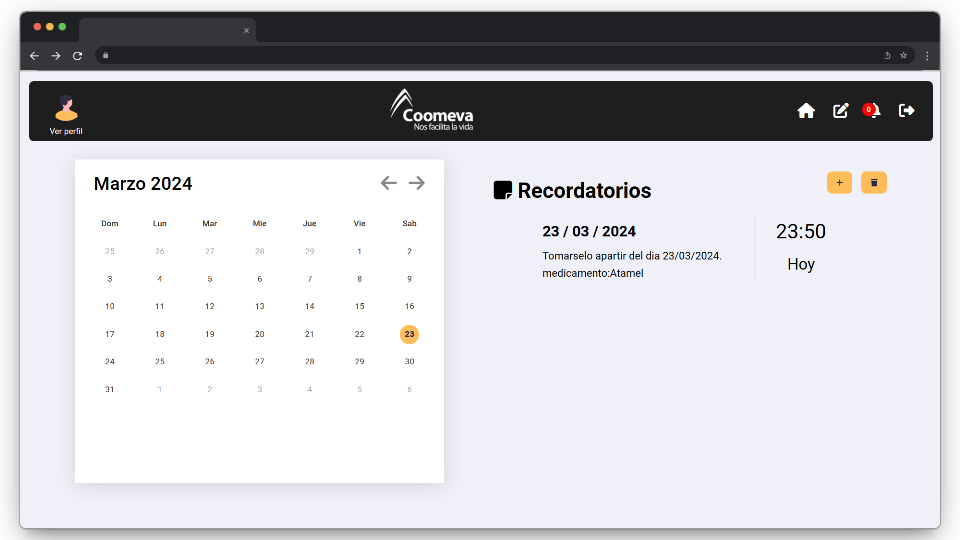 Ver perfil
Coomeva
Nos facilita la vida
0
Marzo 2024
Dom Lun Mar Mie Jue Vie Sab
25 26 27 28 29 1 2
3 4 5 6 7 8 9
10 11 12 13 14 15 16
17 18 19 20 21 22 23
24 25 26 27 28 29 30
31 1 2 3 4 5 6
Recordatorios
+
23 / 03 / 2024
Tomarselo apartir del dia 23/03/2024.
medicamento:Atamel
23:50
Hoy